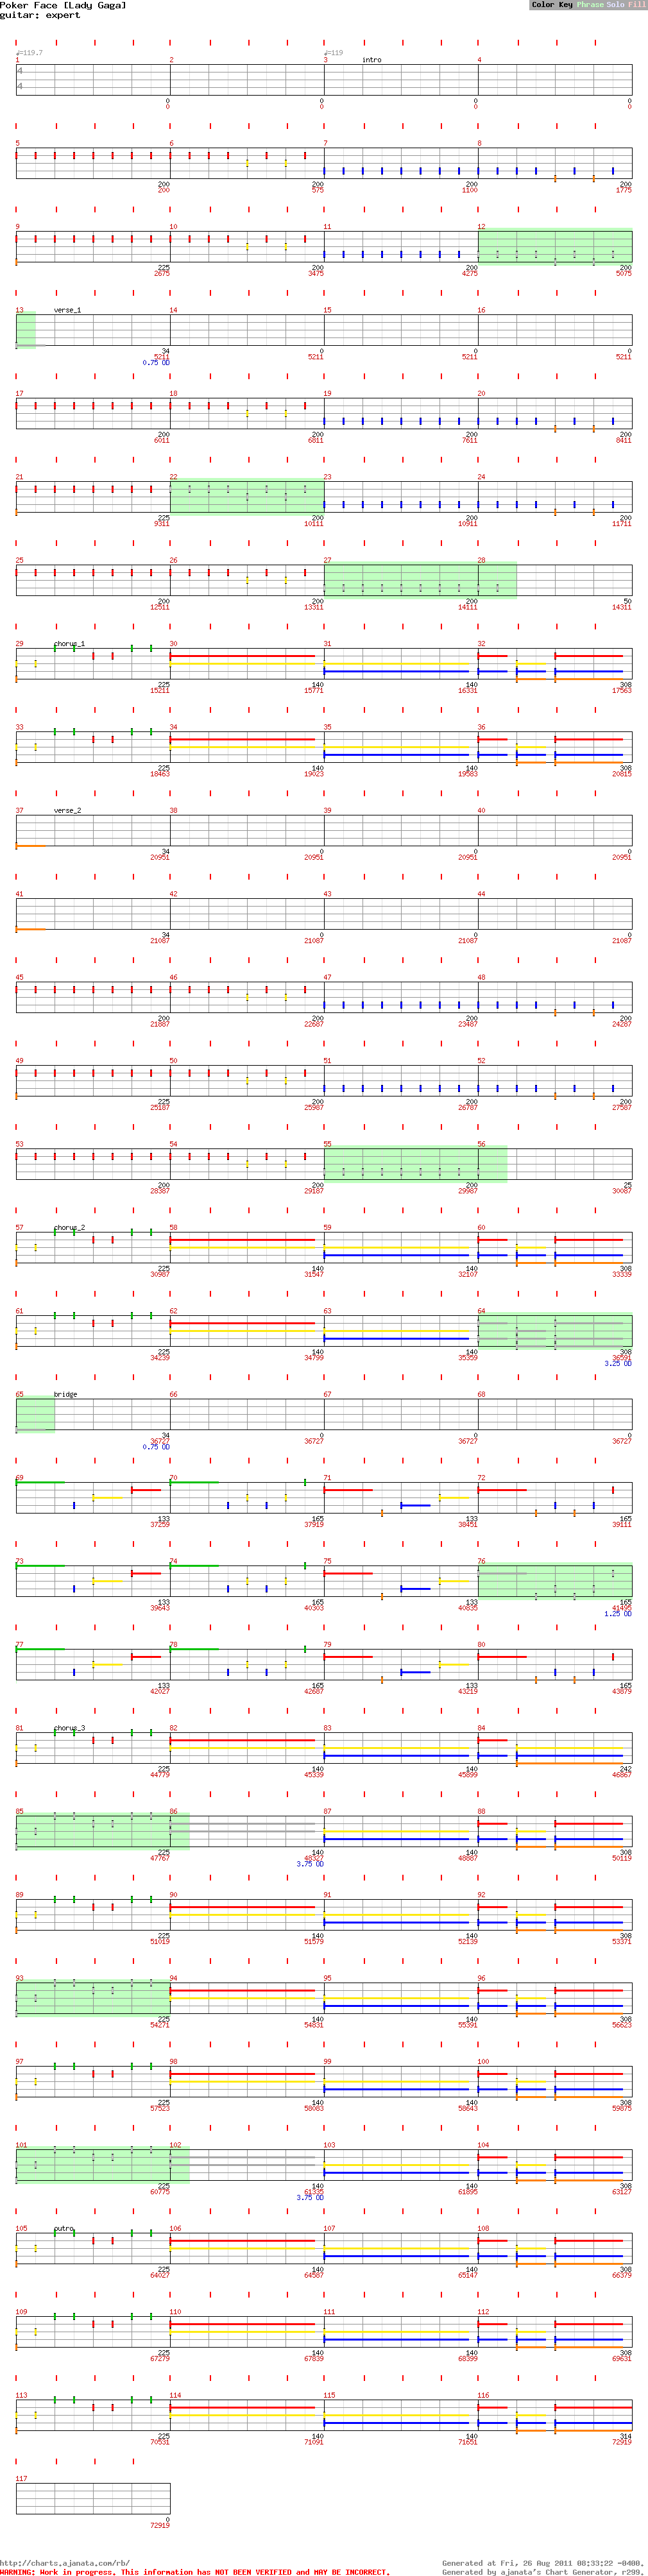 Poker Face [Lady Gaga]
Color Key Phrase Solo Fill
guitar: expert
♩=119.7 ♩=119
1 2 3 intro 4
4
4
0 0 0 0
0 0 0 0
5 6 7 8
200 200 200 200
200 575 1100 1775
9 10 11 12
225 200 200 200
2675 3475 4275 5075
13 verse_1 14 15 16
34 0 0 0
5211 5211 5211 5211
0.75 OD
17 18 19 20
200 200 200 200
6011 6811 7611 8411
21 22 23 24
225 200 200 200
9311 10111 10911 11711
25 26 27 28
200 200 200 50
12511 13311 14111 14311
29 chorus_1 30 31 32
225 140 140 308
15211 15771 16331 17563
33 34 35 36
225 140 140 308
18463 19023 19583 20815
37 verse_2 38 39 40
34 0 0 0
20951 20951 20951 20951
41 42 43 44
34 0 0 0
21087 21087 21087 21087
45 46 47 48
200 200 200 200
21887 22687 23487 24287
49 50 51 52
225 200 200 200
25187 25987 26787 27587
53 54 55 56
200 200 200 25
28387 29187 29987 30087
57 chorus_2 58 59 60
225 140 140 308
30987 31547 32107 33339
61 62 63 64
225 140 140 308
34239 34799 35359 36591
3.25 OD
65 bridge 66 67 68
34 0 0 0
36727 36727 36727 36727
0.75 OD
69 70 71 72
133 165 133 165
37259 37919 38451 39111
73 74 75 76
133 165 133 165
39643 40303 40835 41495
1.25 OD
77 78 79 80
133 165 133 165
42027 42687 43219 43879
81 chorus_3 82 83 84
225 140 140 242
44779 45339 45899 46867
85 86 87 88
225 140 140 308
47767 48327 48887 50119
3.75 OD
89 90 91 92
225 140 140 308
51019 51579 52139 53371
93 94 95 96
225 140 140 308
54271 54831 55391 56623
97 98 99 100
225 140 140 308
57523 58083 58643 59875
101 102 103 104
225 140 140 308
60775 61335 61895 63127
3.75 OD
105 outro 106 107 108
225 140 140 308
64027 64587 65147 66379
109 110 111 112
225 140 140 308
67279 67839 68399 69631
113 114 115 116
225 140 140 314
70531 71091 71651 72919
117
0
72919
http://charts.ajanata.com/rb/
Generated at Fri, 26 Aug 2011 08:33:22 -0400.
WARNING: Work in progress. This information has NOT BEEN VERIFIED and MAY BE INCORRECT.
Generated by ajanata's Chart Generator, r299.